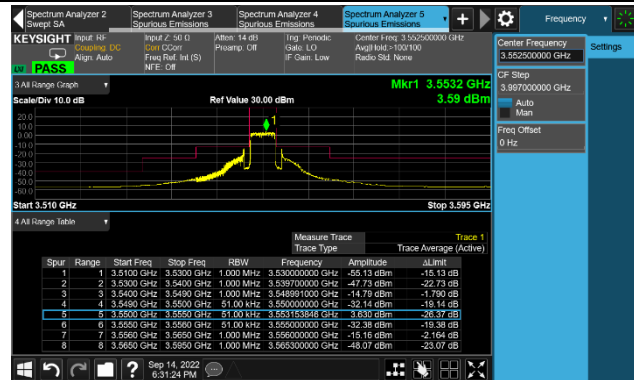 Spectrum Analyzer 2
Swept SA
Spectrum Analyzer 3
Spurious Emissions
Spectrum Analyzer 4
Spurious Emissions
Spectrum Analyzer 5
Spurious Emissions
Frequency
KEYSIGHT
Input: RF
Coupling: DC
Align: Auto
Input Z: 50 Ω
Corr CCorr
Freq Ref: Int (S)
NFE: Off
Atten: 14 dB
Preamp: Off
Trig: Periodic
Gate: LO
IF Gain: Low
Center Freq: 3.552500000 GHz
Avg|Hold:>100/100
Radio Std: None
LXI
PASS
Center Frequency
3.552500000 GHz
Settings
CF Step
3.997000000 GHz
Auto
Man
Freq Offset
0 Hz
3 All Range Graph
Mkr1 3.5532 GHz
Scale/Div 10.0 dB
Ref Value 30.00 dBm
3.59 dBm
20.0
10.0
0.00
-10.0
-20.0
-30.0
-40.0
-50.0
-60.0
1
Start 3.510 GHz
Stop 3.595 GHz
4 All Range Table
Measure Trace Trace 1
Trace Type Trace Average (Active)
Spur Range Start Freq Stop Freq RBW Frequency Amplitude ΔLimit
1 1 3.5100 GHz 3.5300 GHz 1.000 MHz 3.530000000 GHz -55.13 dBm -15.13 dB
2 2 3.5300 GHz 3.5400 GHz 1.000 MHz 3.539700000 GHz -47.73 dBm -22.73 dB
3 3 3.5400 GHz 3.5490 GHz 1.000 MHz 3.548991000 GHz -14.79 dBm -1.790 dB
4 4 3.5490 GHz 3.5500 GHz 51.00 kHz 3.550000000 GHz -32.14 dBm -19.14 dB
5 5 3.5500 GHz 3.5550 GHz 51.00 kHz 3.553153846 GHz 3.630 dBm -26.37 dB
6 6 3.5550 GHz 3.5560 GHz 51.00 kHz 3.555000000 GHz -32.38 dBm -19.38 dB
7 7 3.5560 GHz 3.5650 GHz 1.000 MHz 3.556000000 GHz -15.16 dBm -2.164 dB
8 8 3.5650 GHz 3.5950 GHz 1.000 MHz 3.565300000 GHz -48.07 dBm -23.07 dB
Sep 14, 2022
6:31:24 PM